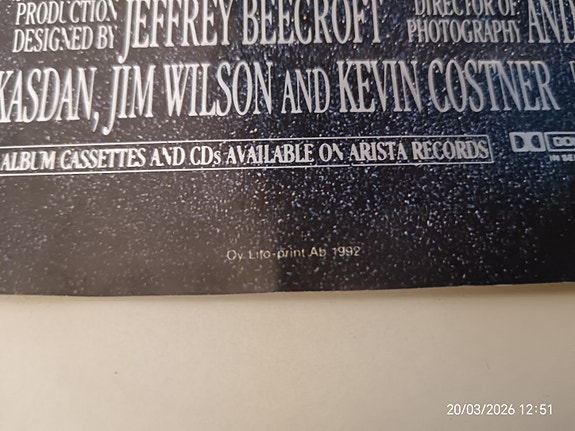 PRODUCTION DESIGNED BY JEFFREY BEECROFT DIRECTOR OF PHOTOGRAPHY AND
KASDAN, JIM WILSON AND KEVIN COSTNER
ALBUM CASSETTES AND CDs AVAILABLE ON ARISTA RECORDS
Oy Lito-print Ab 1992
20/03/2026 12:51